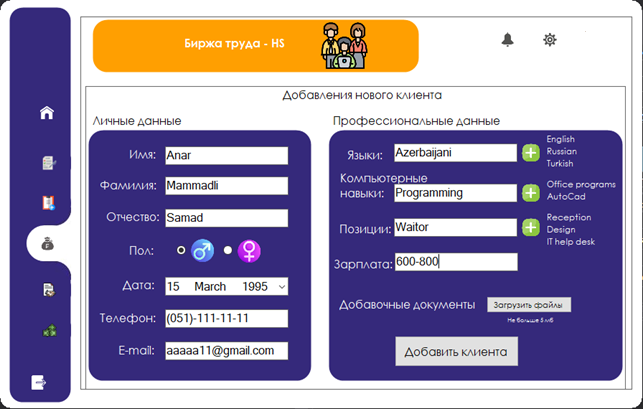 Биржа труда - HS
Добавления нового клиента
Личные данные
Имя: Anar
Фамилия: Mammadli
Отчество: Samad
Пол:
Дата: 15 March 1995
Телефон: (051)-111-11-11
E-mail: aaaaa11@gmail.com
Профессиональные данные
Языки: Azerbaijani
English
Russian
Turkish
Компьютерные
навыки: Programming
Office programs
AutoCad
Позиции: Waitor
Reception
Design
IT help desk
Зарплата: 600-800
Добавочные документы Загрузить файлы
Не больше 5 мб
Добавить клиента